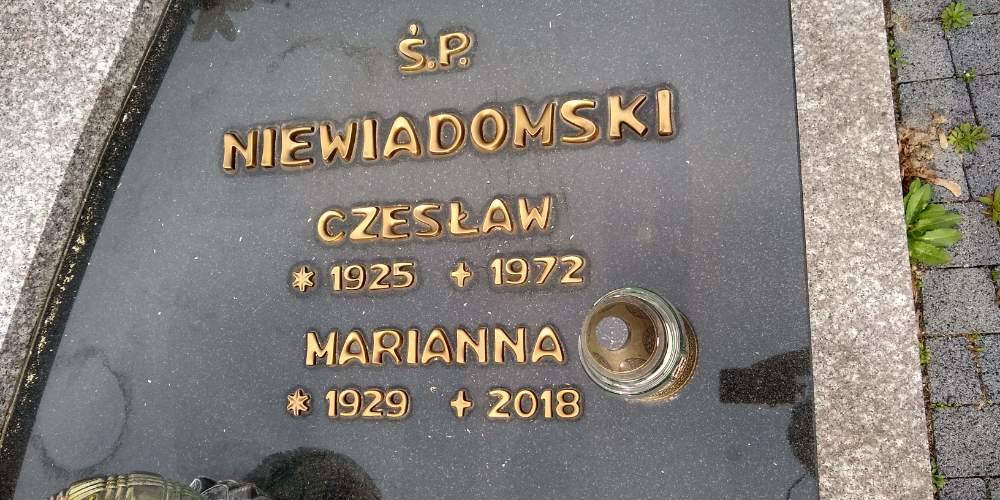 Ś.P.
NIEWIADOMSKI
CZESŁAW
* 1925 + 1972
MARIANNA
* 1929 + 2018